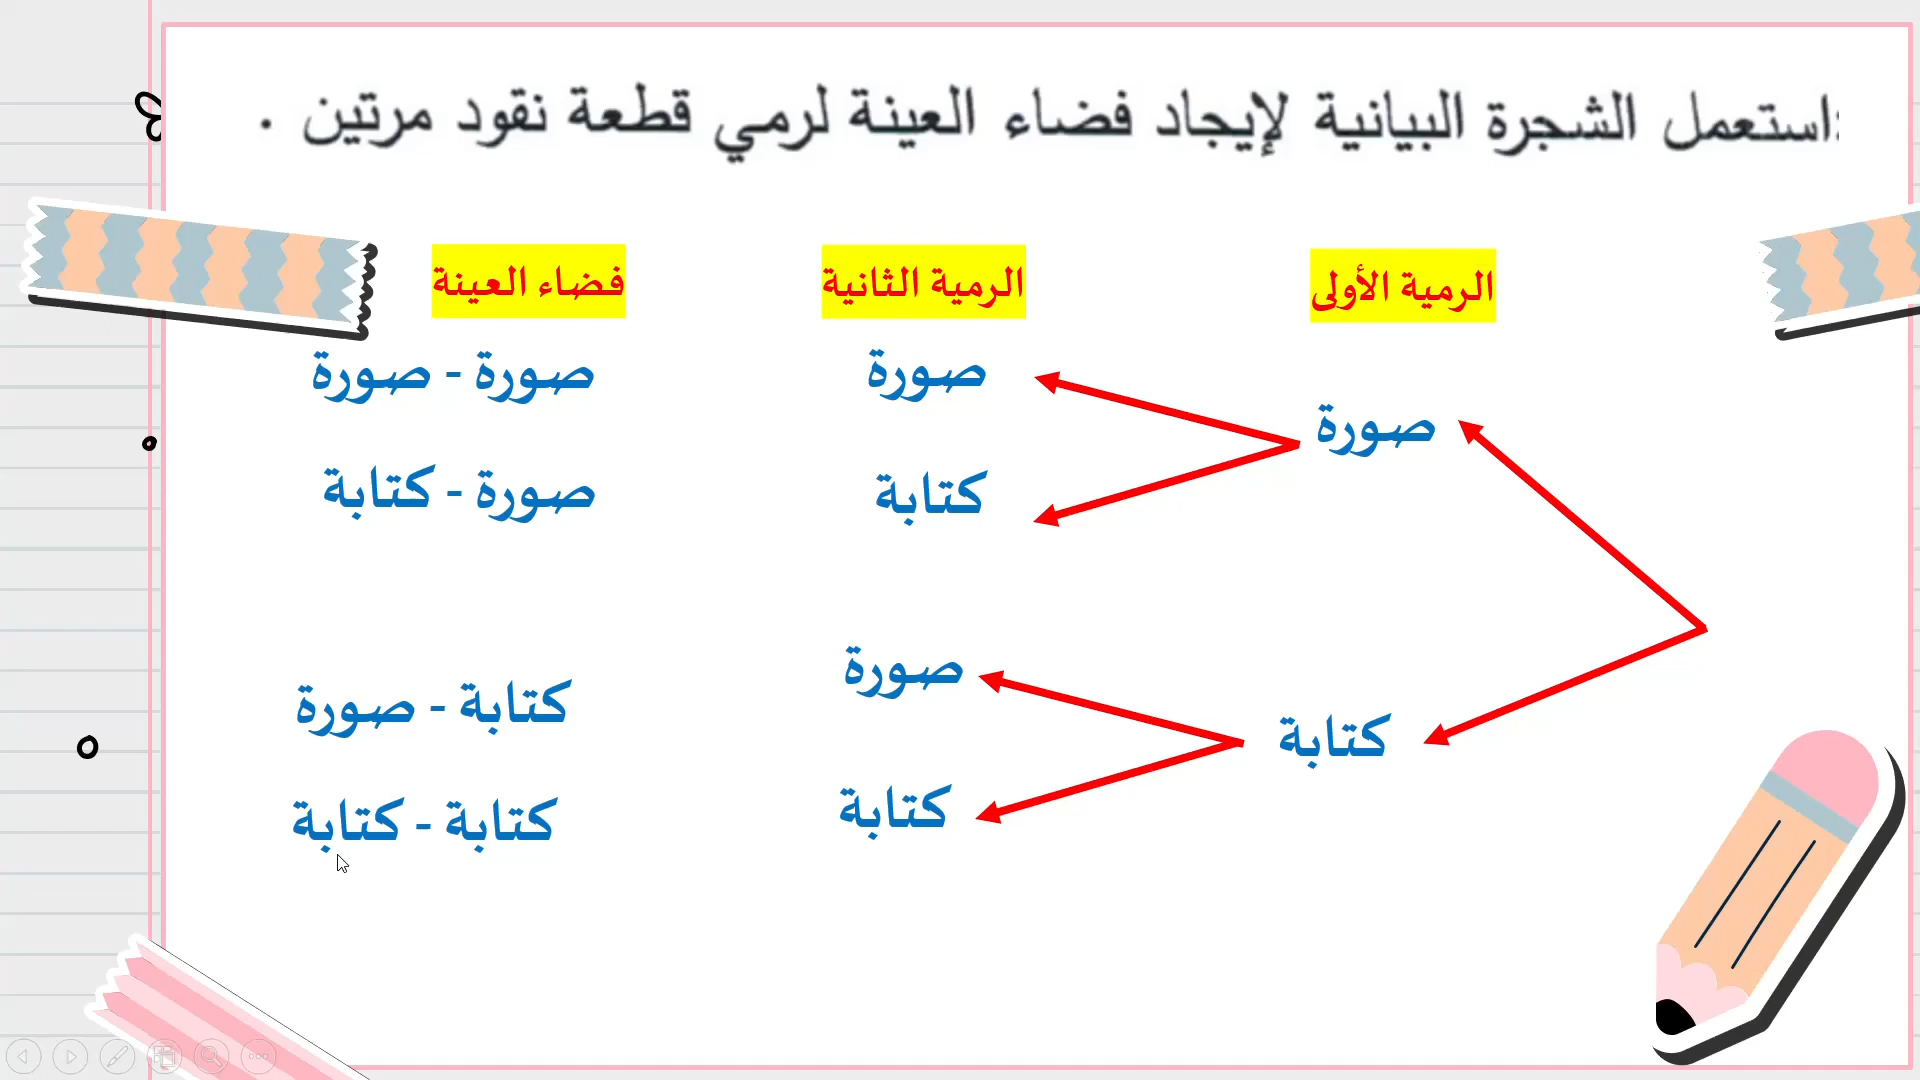 استعمل الشجرة البيانية لإيجاد فضاء العينة لرمي قطعة نقود مرتين .
الرمية الأولى
الرمية الثانية
فضاء العينة
صورة
صورة
صورة - صورة
كتابة
صورة - كتابة
كتابة
صورة
كتابة - صورة
كتابة
كتابة - كتابة